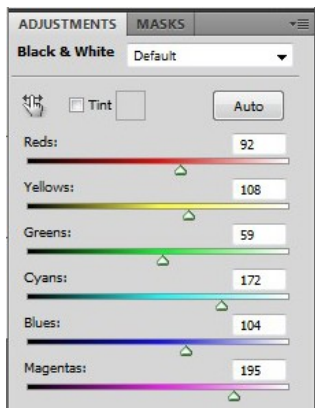 ADJUSTMENTS MASKS
Black & White Default
Tint Auto
Reds: 92
Yellows: 108
Greens: 59
Cyans: 172
Blues: 104
Magentas: 195